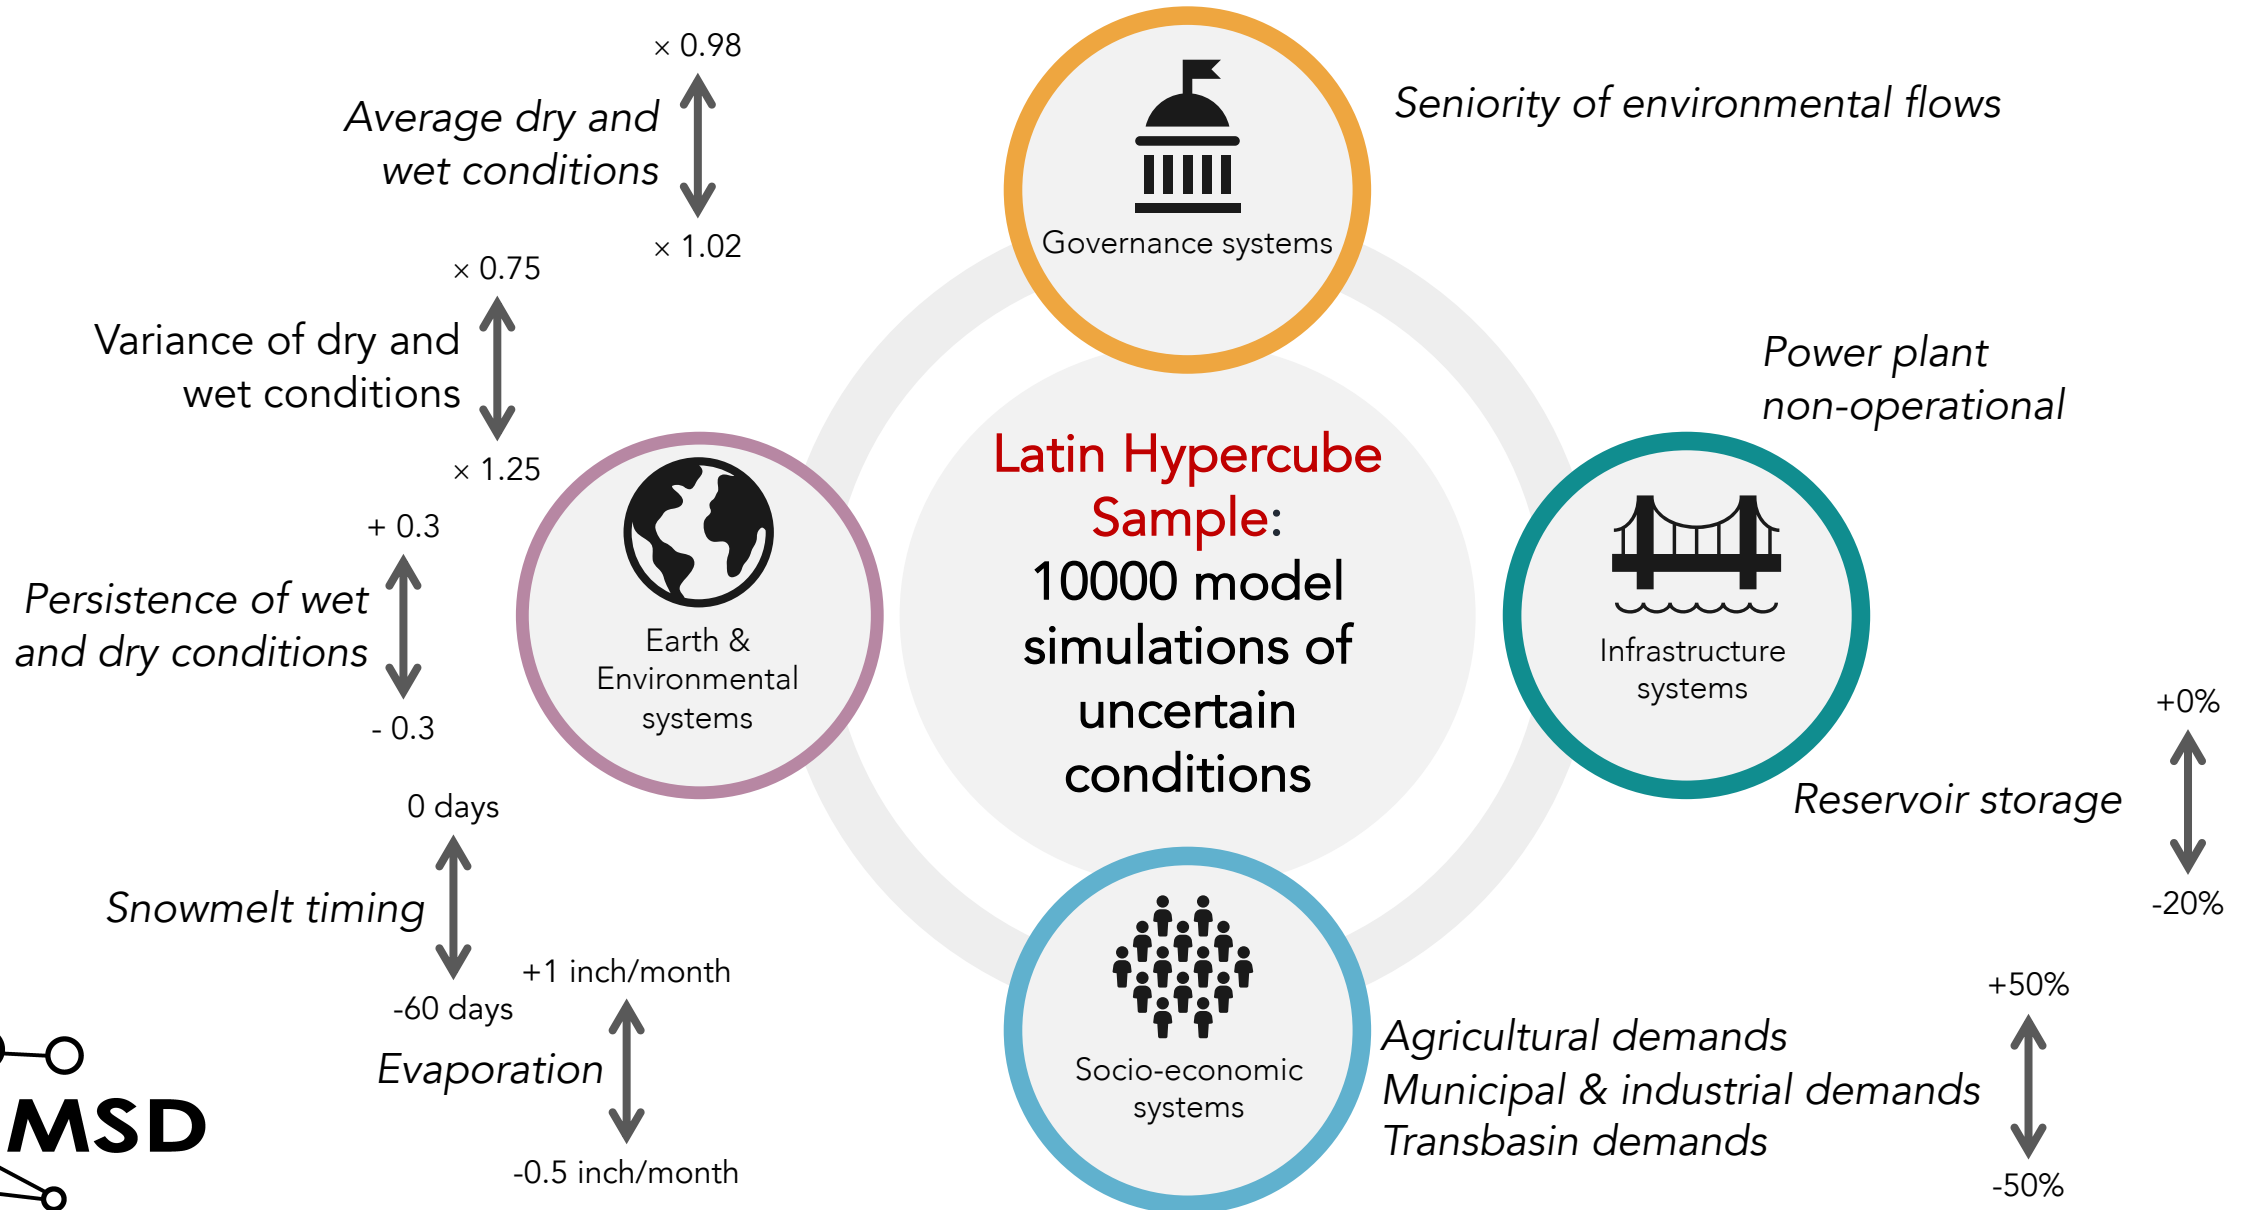 × 0.98
Average dry and
wet conditions
× 1.02
× 0.75
Variance of dry and
wet conditions
× 1.25
+ 0.3
Persistence of wet
and dry conditions
- 0.3
0 days
Snowmelt timing
-60 days
+1 inch/month
Evaporation
-0.5 inch/month
MSD
Governance systems
Seniority of environmental flows
Earth &
Environmental
systems
Latin Hypercube
Sample:
10000 model
simulations of
uncertain
conditions
Power plant
non-operational
Infrastructure
systems
+0%
Reservoir storage
-20%
Socio-economic
systems
+50%
Agricultural demands
Municipal & industrial demands
Transbasin demands
-50%